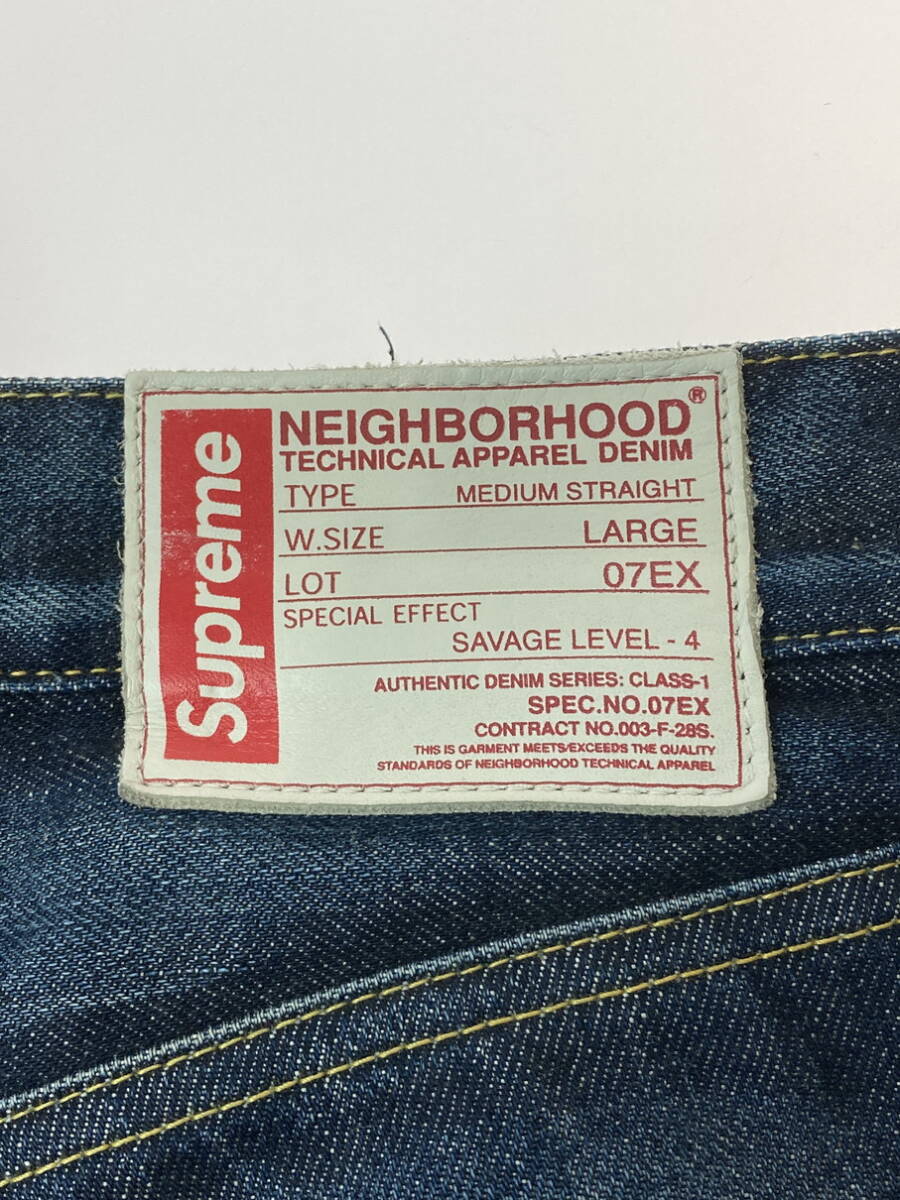 Supreme
NEIGHBORHOOD®
TECHNICAL APPAREL DENIM
TYPE MEDIUM STRAIGHT
W.SIZE LARGE
LOT 07EX
SPECIAL EFFECT
SAVAGE LEVEL - 4
AUTHENTIC DENIM SERIES: CLASS-1
SPEC.NO.07EX
CONTRACT NO.003-F-28S.
THIS IS GARMENT MEETS/EXCEEDS THE QUALITY
STANDARDS OF NEIGHBORHOOD TECHNICAL APPAREL